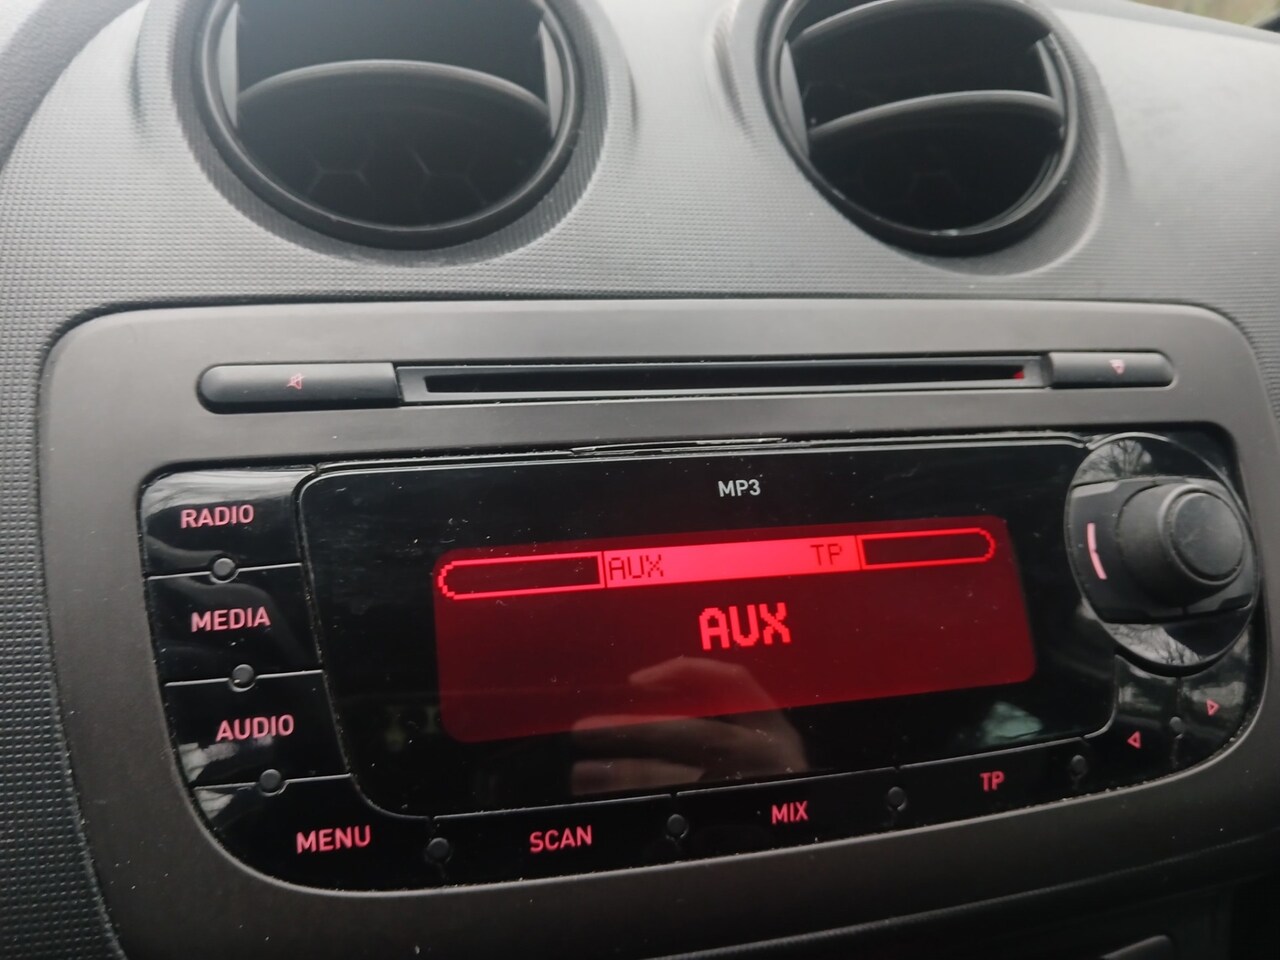 MP3
RADIO
AUX TP
AUX
MEDIA
AUDIO
MENU
SCAN
MIX
TP